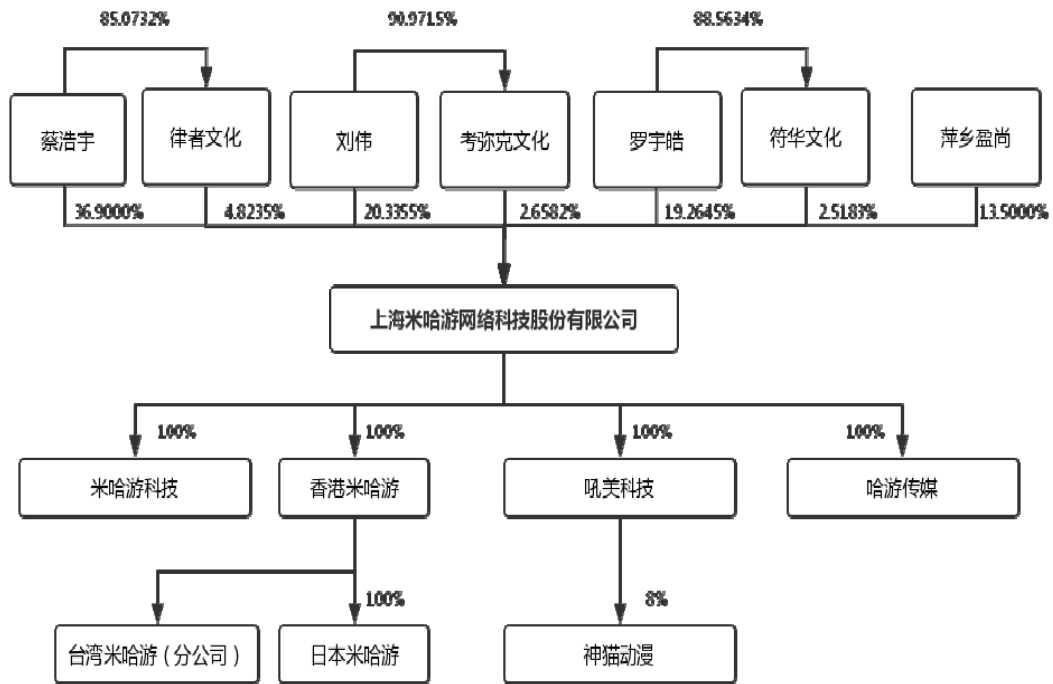 85.0732%
90.9715%
88.5634%
蔡浩宇
律者文化
刘伟
考弥克文化
罗宇皓
符华文化
萍乡盈尚
36.9000%
4.8235%
20.3355%
2.6582%
19.2645%
2.5183%
13.5000%
上海米哈游网络科技股份有限公司
100%
100%
100%
100%
米哈游科技
香港米哈游
吼美科技
哈游传媒
100%
8%
台湾米哈游（分公司）
日本米哈游
神猫动漫